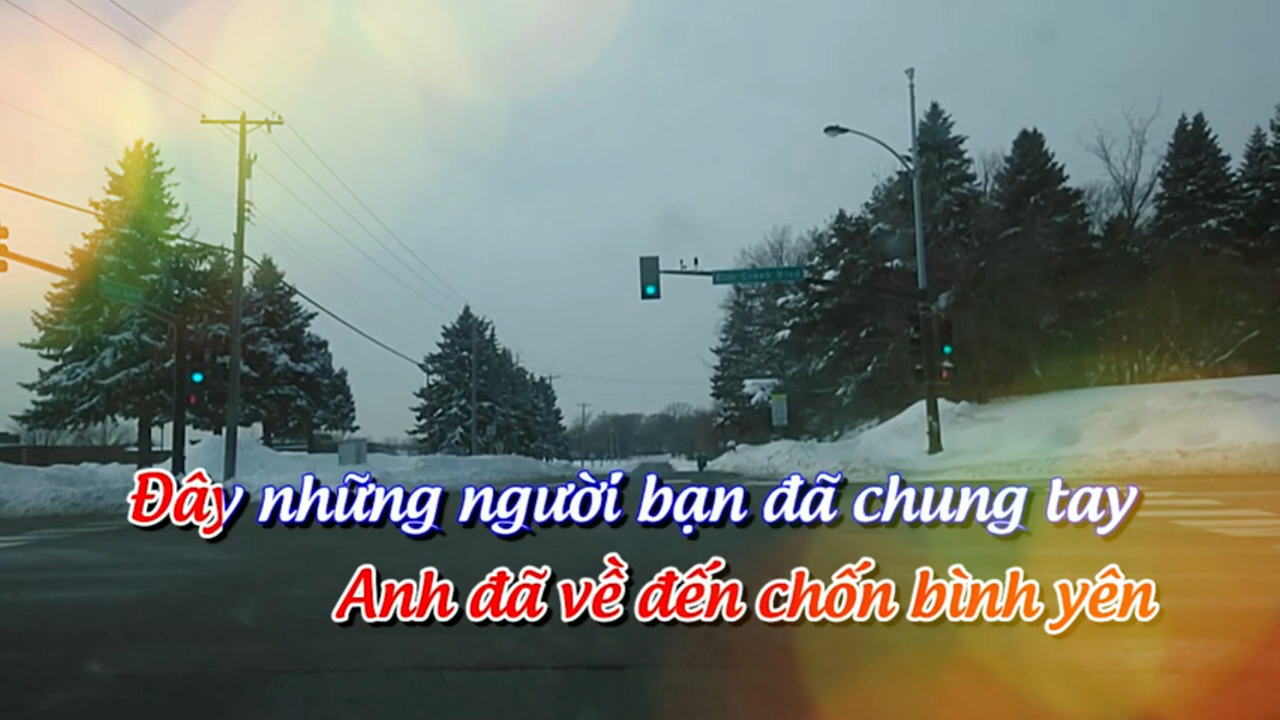 Đây những người bạn đã chung tay
Anh đã về đến chốn bình yên